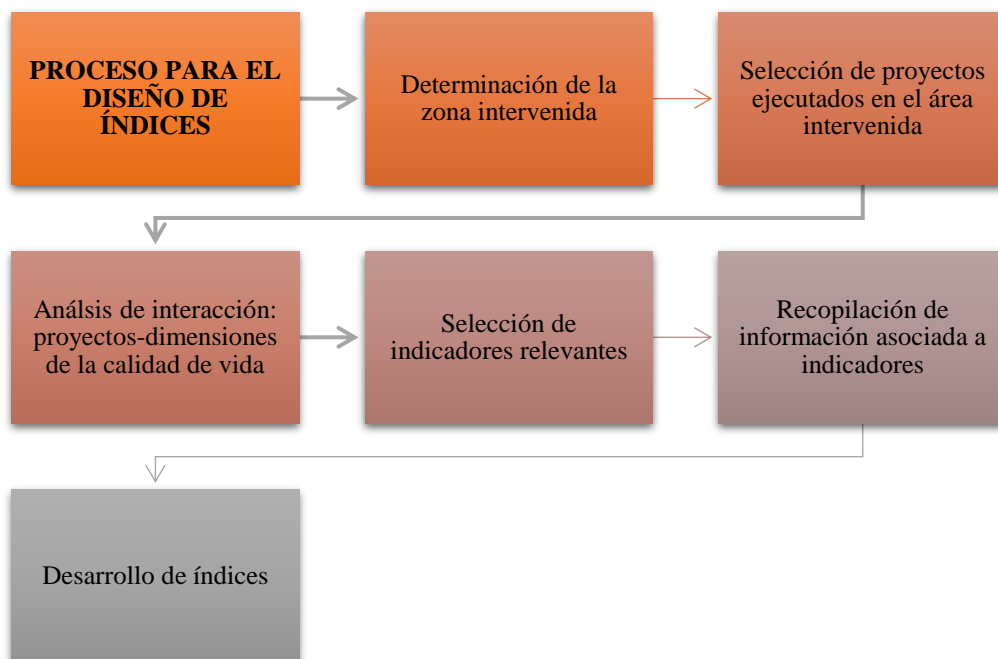 PROCESO PARA EL
DISEÑO DE
ÍNDICES
Determinación de la
zona intervenida
Selección de proyectos
ejecutados en el área
intervenida
Análsis de interacción:
proyectos-dimensiones
de la calidad de vida
Selección de
indicadores relevantes
Recopilación de
información asociada a
indicadores
Desarrollo de índices